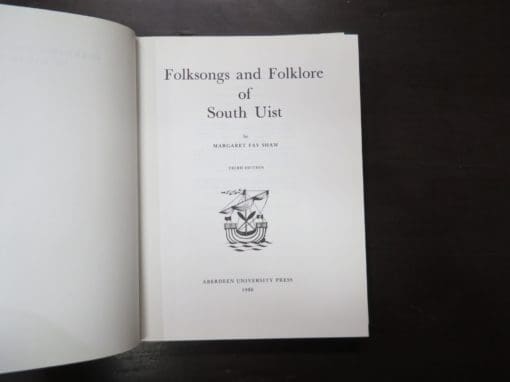 Folksongs and Folklore
of
South Uist
by
MARGARET FAY SHAW
THIRD EDITION
ABERDEEN UNIVERSITY PRESS
1986